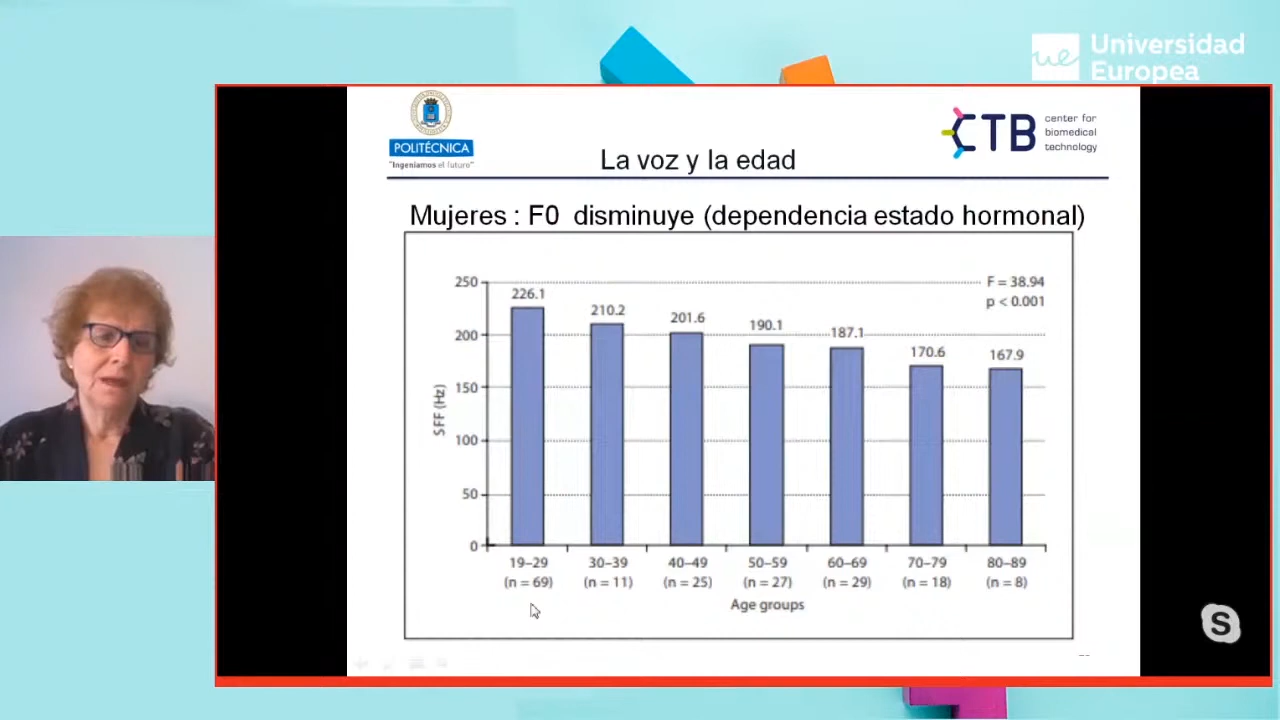 Universidad
Europea
ue
POLITÉCNICA
"Ingeniamos el futuro"
CTB
center for
biomedical
technology
La voz y la edad
Mujeres : F0 disminuye (dependencia estado hormonal)
F = 38.94
p < 0.001
250
200
150
100
50
0
SFF (Hz)
226.1
210.2
201.6
190.1
187.1
170.6
167.9
19–29
30–39
40–49
50–59
60–69
70–79
80–89
(n = 69)
(n = 11)
(n = 25)
(n = 27)
(n = 29)
(n = 18)
(n = 8)
Age groups
S